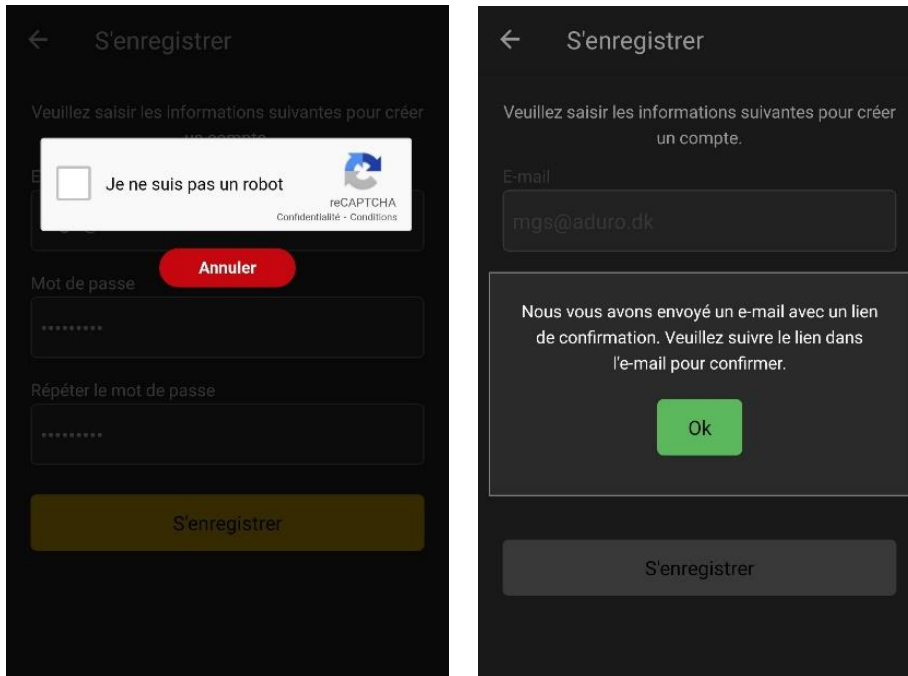 S'enregistrer
Veuillez saisir les informations suivantes pour créer
un compte.
E
Je ne suis pas un robot
reCAPTCHA
Confidentialité - Conditions
Annuler
Mot de passe
•••••••••
Répéter le mot de passe
•••••••••
S'enregistrer
S'enregistrer
Veuillez saisir les informations suivantes pour créer
un compte.
E-mail
mgs@aduro.dk
Nous vous avons envoyé un e-mail avec un lien
de confirmation. Veuillez suivre le lien dans
l'e-mail pour confirmer.
Ok
S'enregistrer